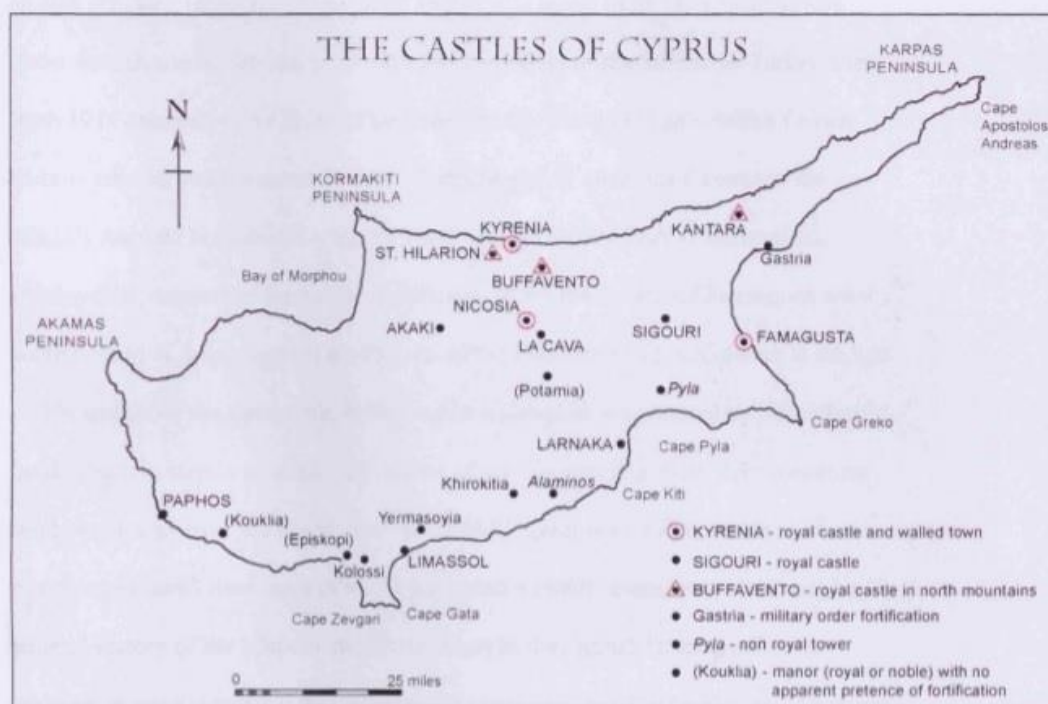 THE CASTLES OF CYPRUS
KARPAS
PENINSULA
N
Cape
Apostolos
Andreas
KORMAKITI
PENINSULA
KYRENIA
KANTARA
ST. HILARION
Gastria
Bay of Morphou
BUFFAVENTO
NICOSIA
AKAMAS
PENINSULA
AKAKI
SIGOURI
FAMAGUSTA
LA CAVA
(Potamia)
Pyla
Cape Greko
LARNAKA
Cape Pyla
Khirokitia
Alaminos
Cape Kiti
PAPHOS
(Kouklia)
Yermasoyia
(Episkopi)
Kolossi
LIMASSOL
Cape Zevgari
Cape Gata
KYRENIA - royal castle and walled town
SIGOURI - royal castle
BUFFAVENTO - royal castle in north mountains
Gastria - military order fortification
Pyla - non royal tower
(Kouklia) - manor (royal or noble) with no
apparent pretence of fortification
0 25
miles